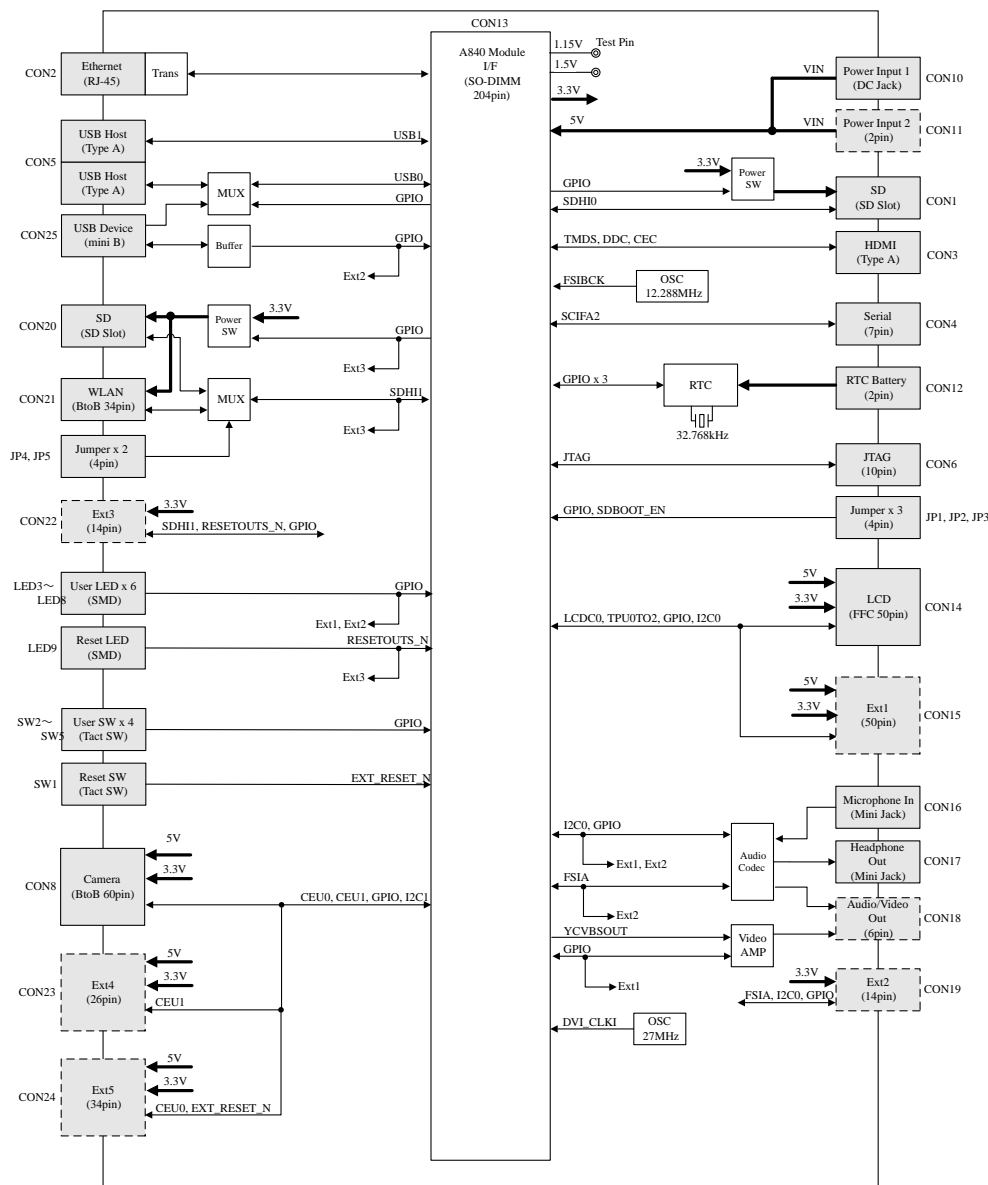 CON13
A840 Module
I/F
(SO-DIMM
204pin)
1.15V
Test Pin
1.5V
3.3V
5V
CON2
Ethernet
(RJ-45)
Trans
CON5
USB Host
(Type A)
USB1
USB Host
(Type A)
MUX
USB0
GPIO
CON25
USB Device
(mini B)
Buffer
GPIO
Ext2
CON20
SD
(SD Slot)
Power
SW
3.3V
GPIO
Ext3
CON21
WLAN
(BtoB 34pin)
MUX
SDHI1
Ext3
JP4, JP5
Jumper x 2
(4pin)
CON22
Ext3
(14pin)
3.3V
SDHI1, RESETOUTS_N, GPIO
LED3～
LED8
User LED x 6
(SMD)
GPIO
Ext1, Ext2
LED9
Reset LED
(SMD)
RESETOUTS_N
Ext3
SW2～
SW5
User SW x 4
(Tact SW)
GPIO
SW1
Reset SW
(Tact SW)
EXT_RESET_N
CON8
Camera
(BtoB 60pin)
5V
3.3V
CEU0, CEU1, GPIO, I2C1
CON23
Ext4
(26pin)
5V
3.3V
CEU1
CON24
Ext5
(34pin)
5V
3.3V
CEU0, EXT_RESET_N
VIN
Power Input 1
(DC Jack)
CON10
VIN
Power Input 2
(2pin)
CON11
3.3V
Power
SW
GPIO
SDHI0
SD
(SD Slot)
CON1
TMDS, DDC, CEC
HDMI
(Type A)
CON3
FSIBCK
OSC
12.288MHz
SCIFA2
Serial
(7pin)
CON4
GPIO x 3
RTC
32.768kHz
RTC Battery
(2pin)
CON12
JTAG
JTAG
(10pin)
CON6
GPIO, SDBOOT_EN
Jumper x 3
(4pin)
JP1, JP2, JP3
5V
3.3V
LCDC0, TPU0TO2, GPIO, I2C0
LCD
(FFC 50pin)
CON14
5V
3.3V
Ext1
(50pin)
CON15
Microphone In
(Mini Jack)
CON16
I2C0, GPIO
Ext1, Ext2
Audio
Codec
Headphone
Out
(Mini Jack)
CON17
FSIA
Ext2
Audio/Video
Out
(6pin)
CON18
YCVBSOUT
GPIO
Video
AMP
Ext1
3.3V
FSIA, I2C0, GPIO
Ext2
(14pin)
CON19
DVI_CLKI
OSC
27MHz